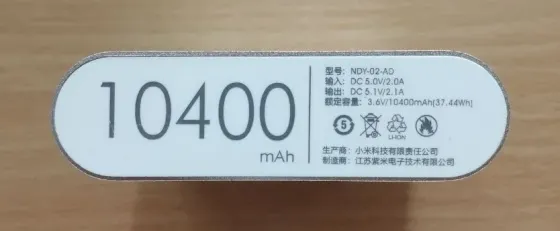 10400
mAh
型号: NDY-02-AD
输入: DC 5.0V/2.0A
输出: DC 5.1V/2.1A
额定容量: 3.6V/10400mAh(37.44Wh)
5
LI-ION
生产商: 小米科技有限责任公司
制造商: 江苏紫米电子技术有限公司